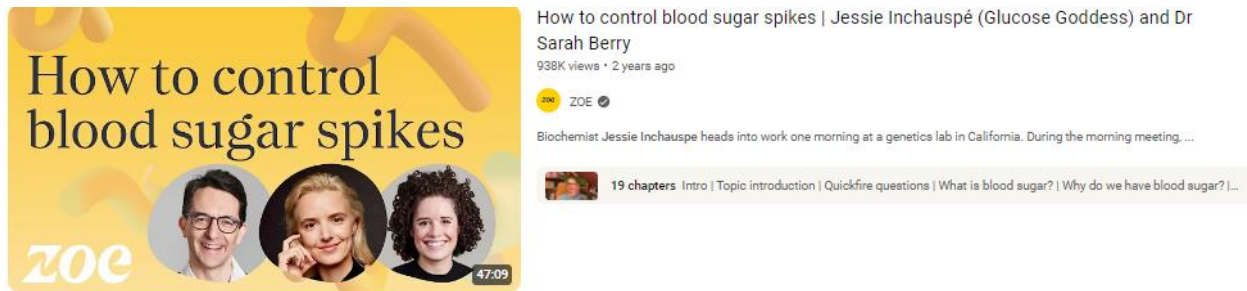 How to control
blood sugar spikes
zoe
47:09
How to control blood sugar spikes | Jessie Inchauspé (Glucose Goddess) and Dr
Sarah Berry
938K views • 2 years ago
zoe
ZOE
Biochemist Jessie Inchauspe heads into work one morning at a genetics lab in California. During the morning meeting, ...
19 chapters Intro | Topic introduction | Quickfire questions | What is blood sugar? | Why do we have blood sugar? |...